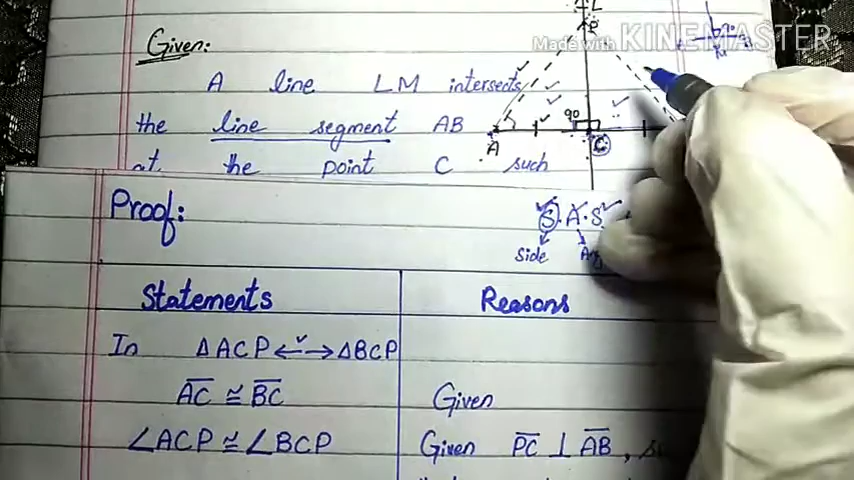 Given:
L
P
Made with KINEMASTER
A line LM intersects
the line segment AB
90
A
C
at the point C such
Proof:
S.A.S
Side
Statements
Reasons
In ΔACP ⟷ ΔBCP
AC ≅ BC
Given
∠ACP ≅ ∠BCP
Given PC ⊥ AB,